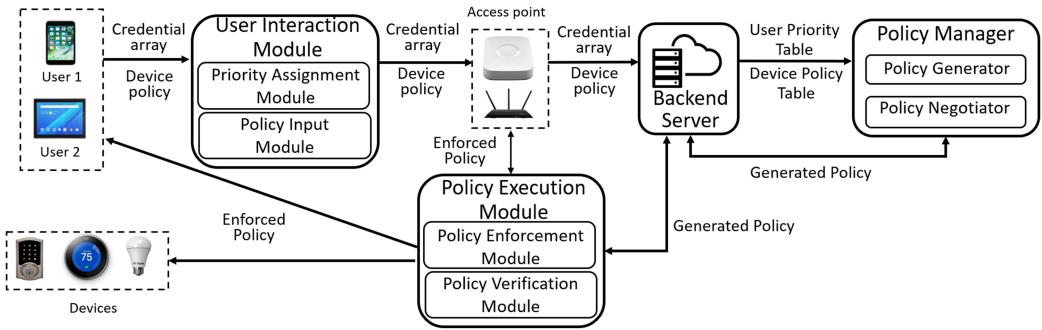 User 1
User 2
Credential
array
Device
policy
User Interaction
Module
Priority Assignment
Module
Policy Input
Module
Credential
array
Device
policy
Access point
Credential
array
Device
policy
Backend
Server
User Priority
Table
Device Policy
Table
Policy Manager
Policy Generator
Policy Negotiator
Enforced
Policy
Generated Policy
Policy Execution
Module
Policy Enforcement
Module
Policy Verification
Module
Generated Policy
Enforced
Policy
75
Devices